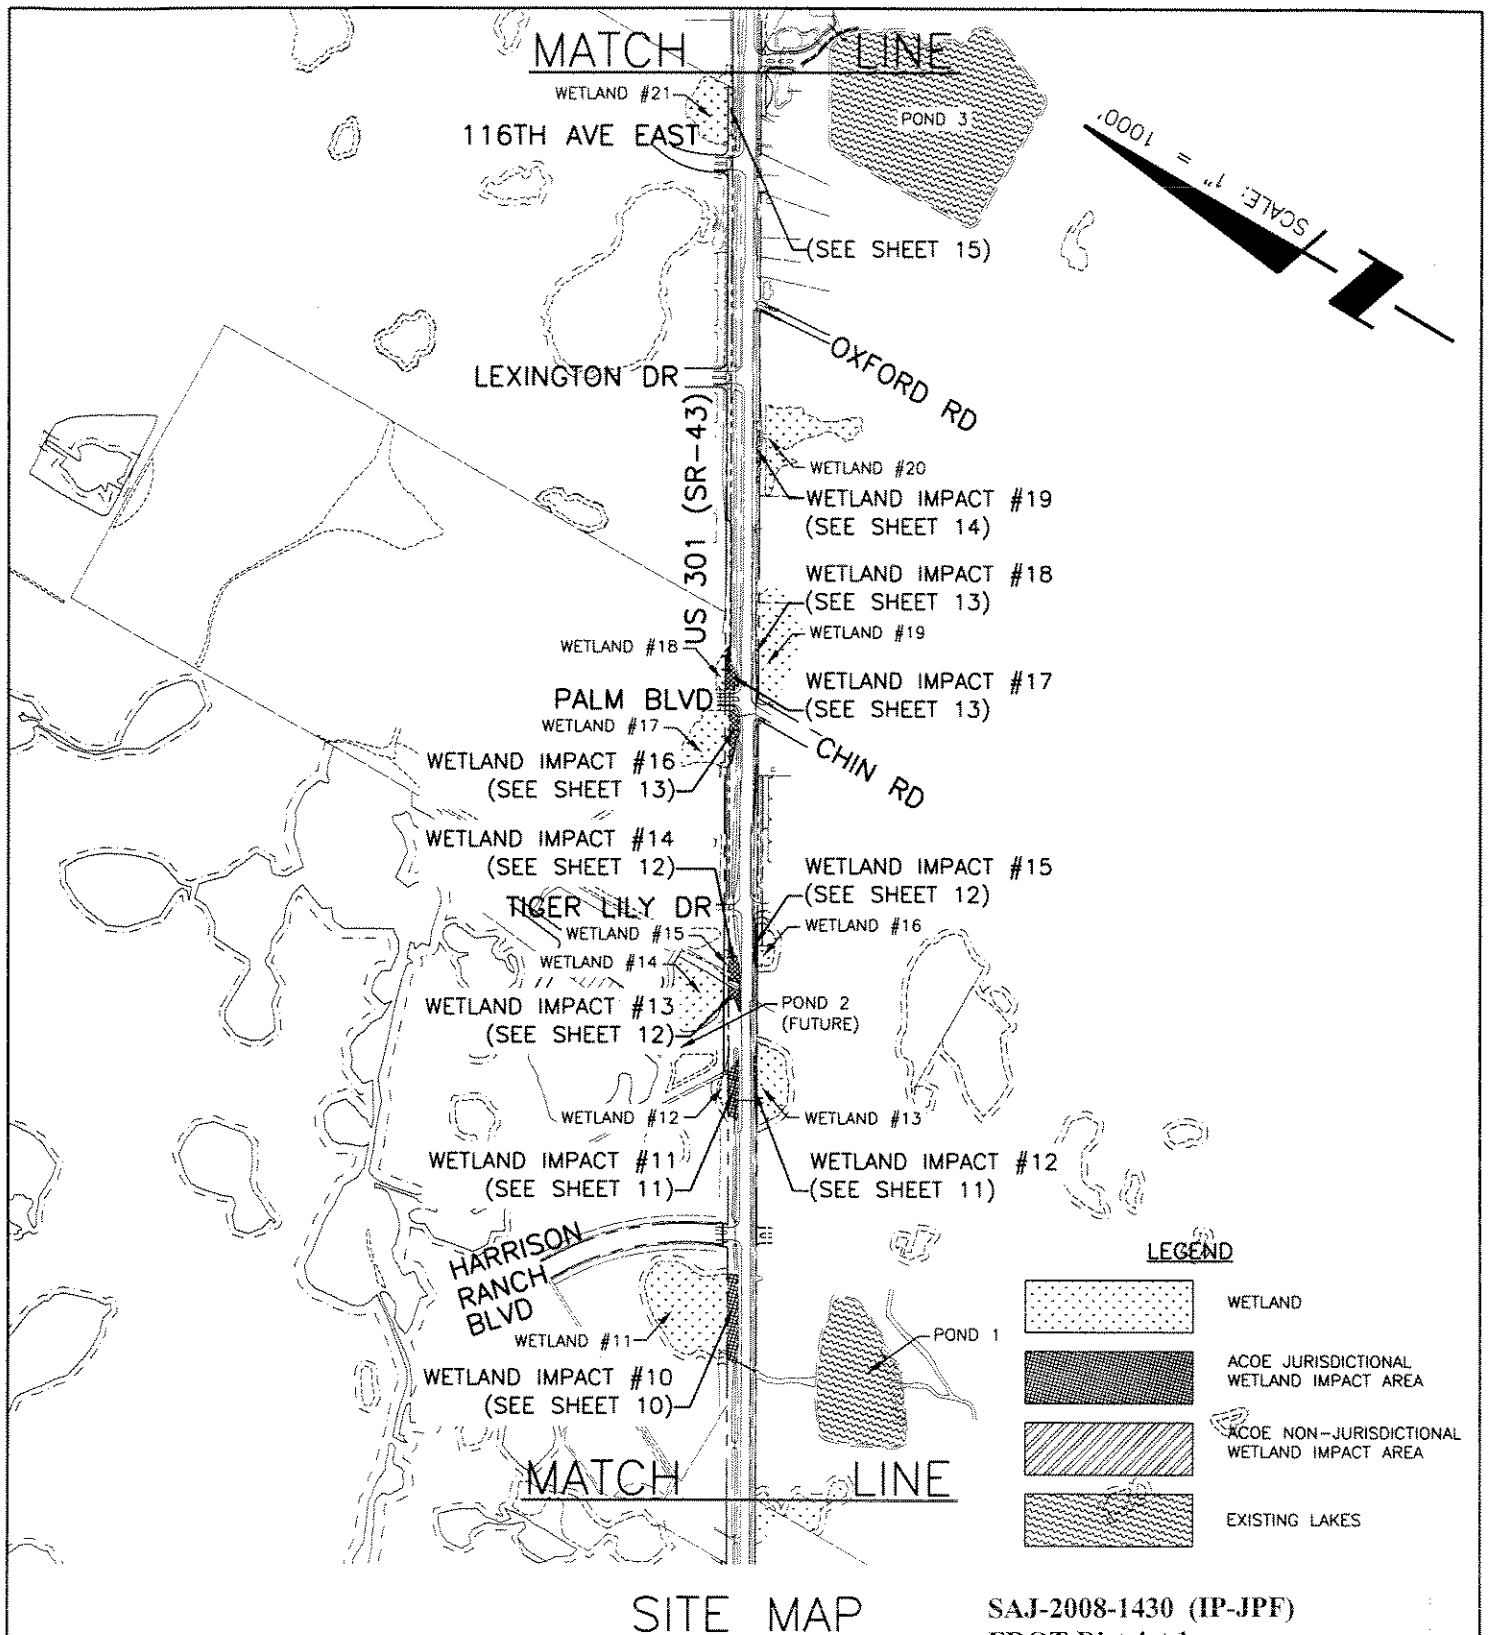 MATCH LINE
WETLAND #21
POND 3
116TH AVE EAST
SCALE: 1" = 1000'
(SEE SHEET 15)
OXFORD RD
LEXINGTON DR
US 301 (SR-43)
WETLAND #20
WETLAND IMPACT #19
(SEE SHEET 14)
WETLAND IMPACT #18
(SEE SHEET 13)
WETLAND #19
WETLAND #18
WETLAND IMPACT #17
(SEE SHEET 13)
PALM BLVD
WETLAND #17
CHIN RD
WETLAND IMPACT #16
(SEE SHEET 13)
WETLAND IMPACT #14
(SEE SHEET 12)
WETLAND IMPACT #15
(SEE SHEET 12)
TIGER LILY DR
WETLAND #16
WETLAND #15
WETLAND #14
WETLAND IMPACT #13
(SEE SHEET 12)
POND 2
(FUTURE)
WETLAND #12
WETLAND #13
WETLAND IMPACT #11
(SEE SHEET 11)
WETLAND IMPACT #12
(SEE SHEET 11)
HARRISON
RANCH
BLVD
WETLAND #11
POND 1
WETLAND IMPACT #10
(SEE SHEET 10)
LEGEND
WETLAND
ACOE JURISDICTIONAL
WETLAND IMPACT AREA
ACOE NON-JURISDICTIONAL
WETLAND IMPACT AREA
EXISTING LAKES
MATCH LINE
SITE MAP
SAJ-2008-1430 (IP-JPF)